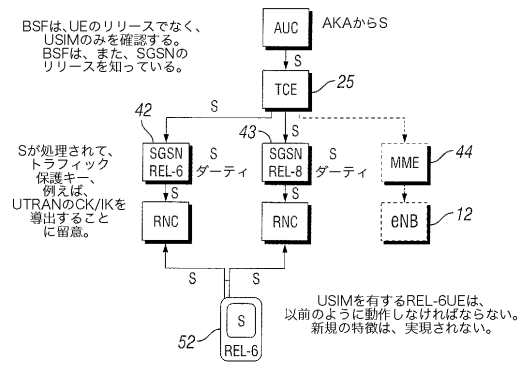 BSFは、UEのリリースでなく、
USIMのみを確認する。
BSFは、また、SGSNの
リリースを知っている。
AUC
AKAからS
S
TCE
25
S
S
42
43
SGSN
REL-6
S
ダーティ
SGSN
REL-8
S
ダーティ
MME
44
Sが処理されて、
トラフィック
保護キー、
例えば、
UTRANのCK/IKを
導出すること
に留意。
S
S
RNC
RNC
eNB
12
S
S
52
S
REL-6
USIMを有するREL-6UEは、
以前のように動作しなければならない。
新規の特徴は、実現されない。